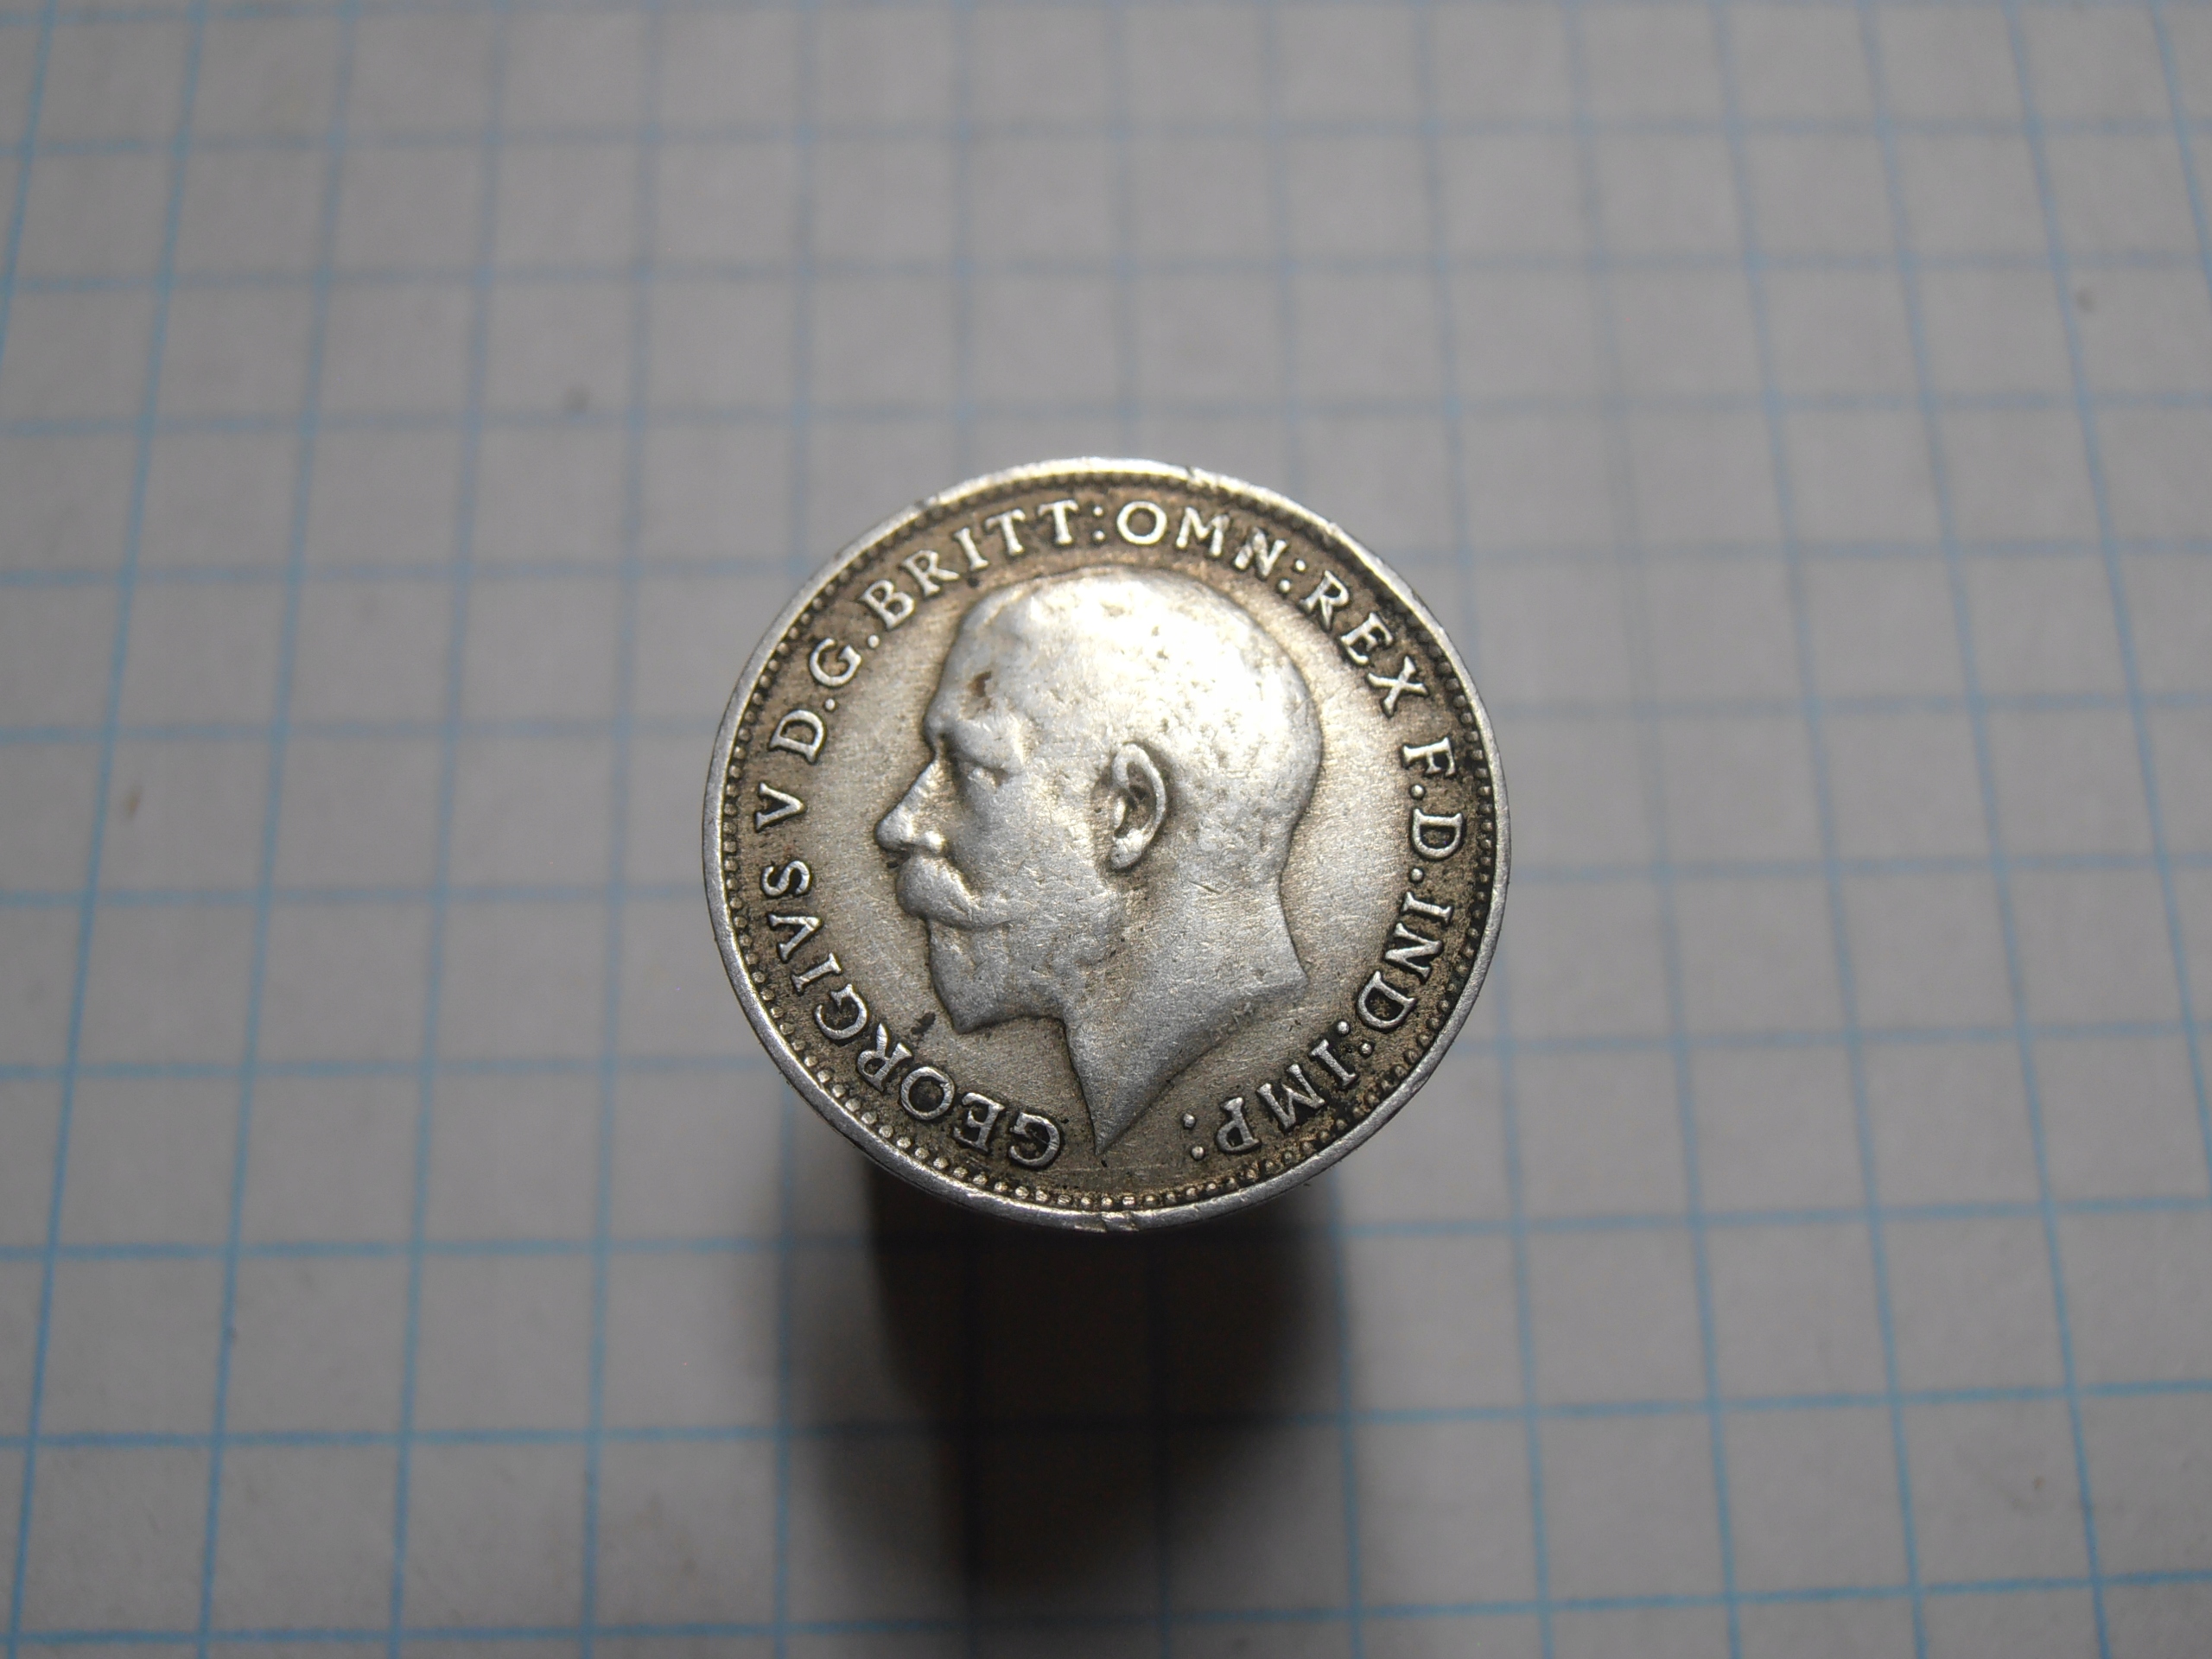 GEORGIVS V D.G.BRITT:OMN:REX F.D.IND:IMP: